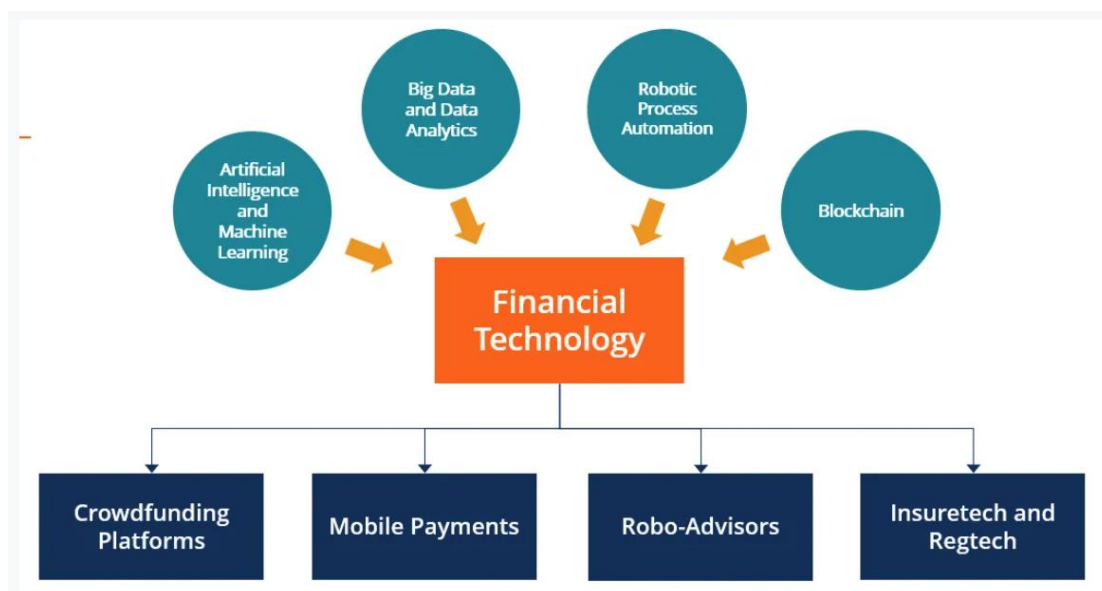 Big Data
and Data
Analytics
Robotic
Process
Automation
Artificial
Intelligence
and
Machine
Learning
Blockchain
Financial
Technology
Crowdfunding
Platforms
Mobile Payments
Robo-Advisors
Insuretech and
Regtech